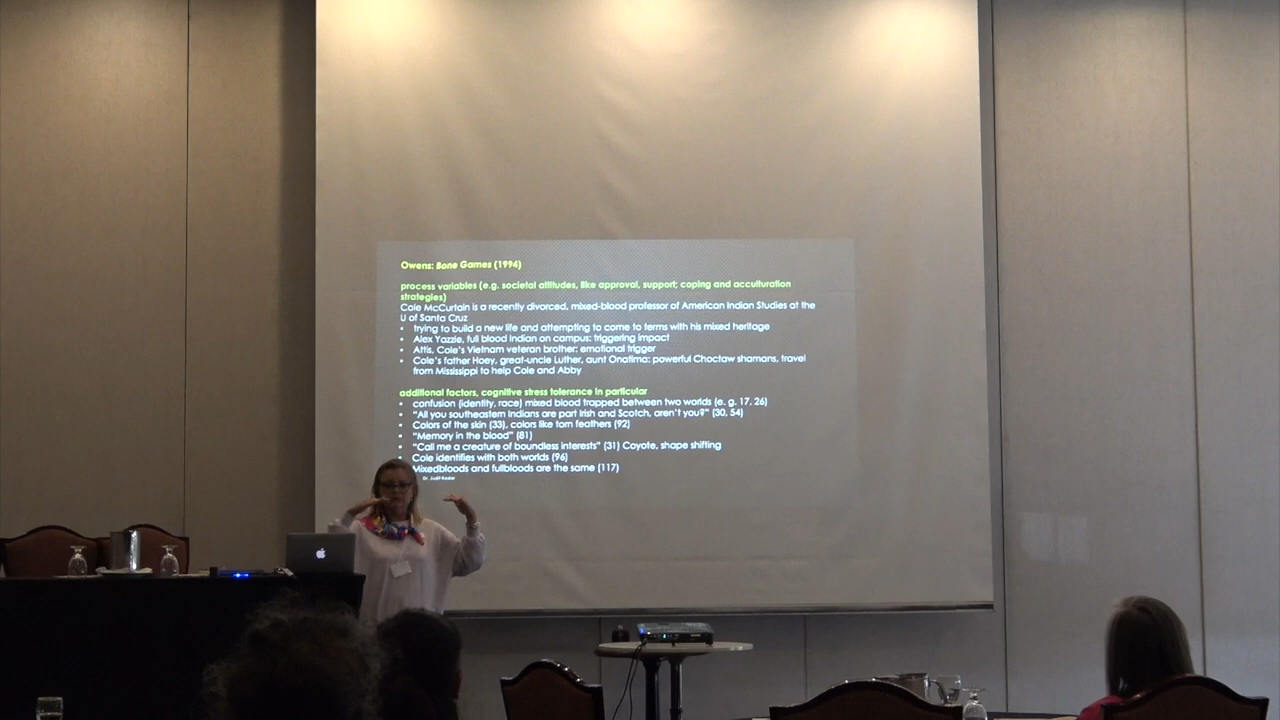 Owens: Bone Games (1994)
process variables (e.g. societal attitudes, like approval, support; coping and acculturation
strategies)
Cole McCurtain is a recently divorced, mixed-blood professor of American Indian Studies at the
U of Santa Cruz
• trying to build a new life and attempting to come to terms with his mixed heritage
• Alex Yazzie, full blood Indian on campus: triggering impact
• Attis, Cole's Vietnam veteran brother: emotional trigger
• Cole's father Hoey, great-uncle Luther, aunt Onatima: powerful Choctaw shamans, travel
from Mississippi to help Cole and Abby
additional factors, cognitive stress tolerance in particular
• confusion (identity, race) mixed blood trapped between two worlds (e. g. 17, 26)
• "All you southeastern Indians are part Irish and Scotch, aren't you?" (30, 54)
• Colors of the skin (33), colors like torn feathers (92)
• "Memory in the blood" (81)
• "Call me a creature of boundless interests" (31) Coyote, shape shifting
• Cole identifies with both worlds (96)
Mixedbloods and fullbloods are the same (117)
Dr. Judit